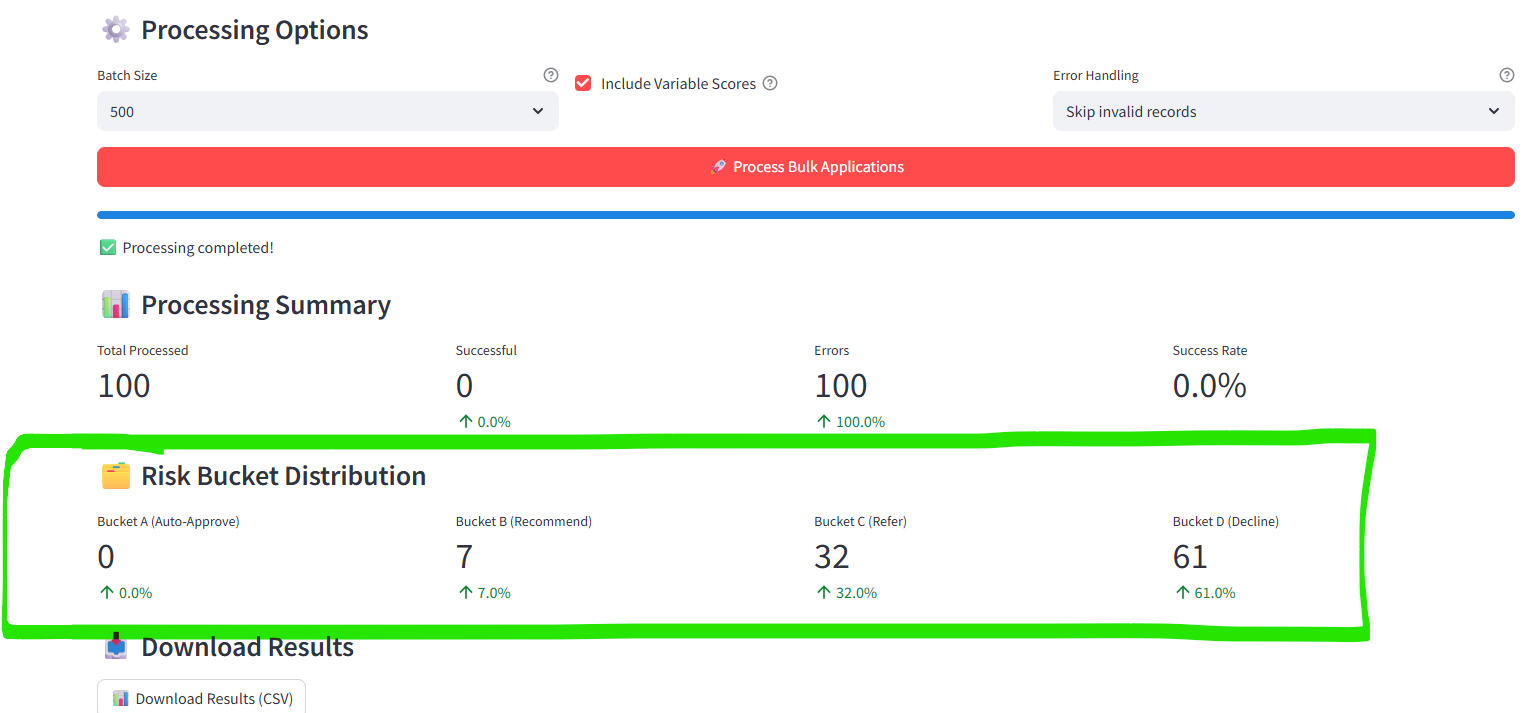 Processing Options
Batch Size
Include Variable Scores
Error Handling
500
Skip invalid records
Process Bulk Applications
Processing completed!
Processing Summary
Total Processed
Successful
Errors
Success Rate
100
0
100
0.0%
0.0%
100.0%
Risk Bucket Distribution
Bucket A (Auto-Approve)
Bucket B (Recommend)
Bucket C (Refer)
Bucket D (Decline)
0
7
32
61
0.0%
7.0%
32.0%
61.0%
Download Results
Download Results (CSV)